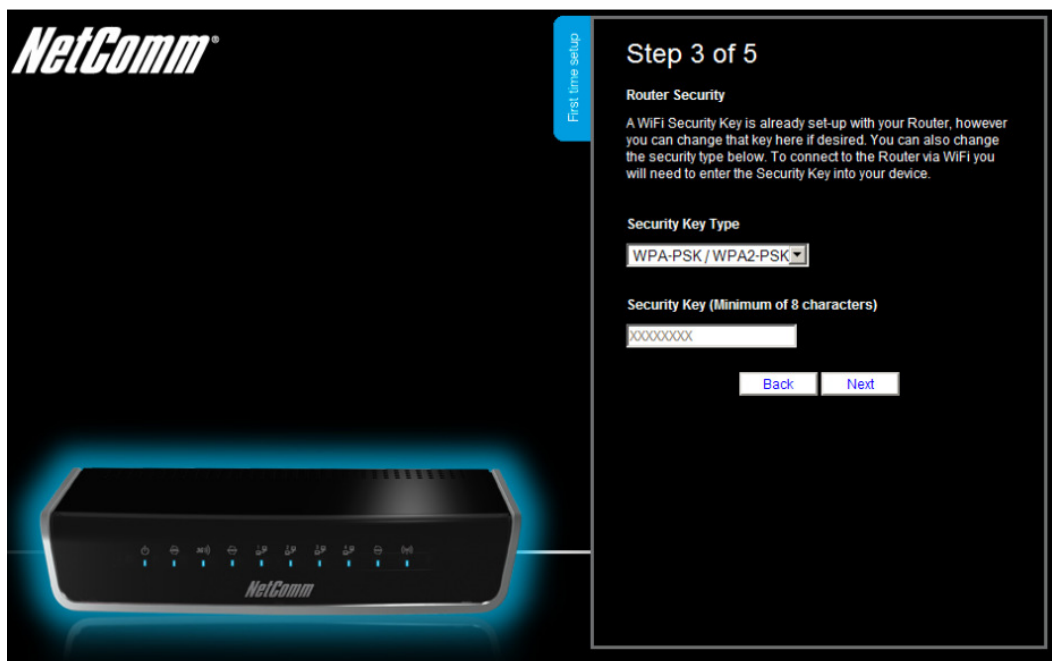 NetComm®
First time setup
Step 3 of 5
Router Security
A WiFi Security Key is already set-up with your Router, however
you can change that key here if desired. You can also change
the security type below. To connect to the Router via WiFi you
will need to enter the Security Key into your device.
Security Key Type
WPA-PSK / WPA2-PSK
Security Key (Minimum of 8 characters)
XXXXXXXX
Back Next
NetComm